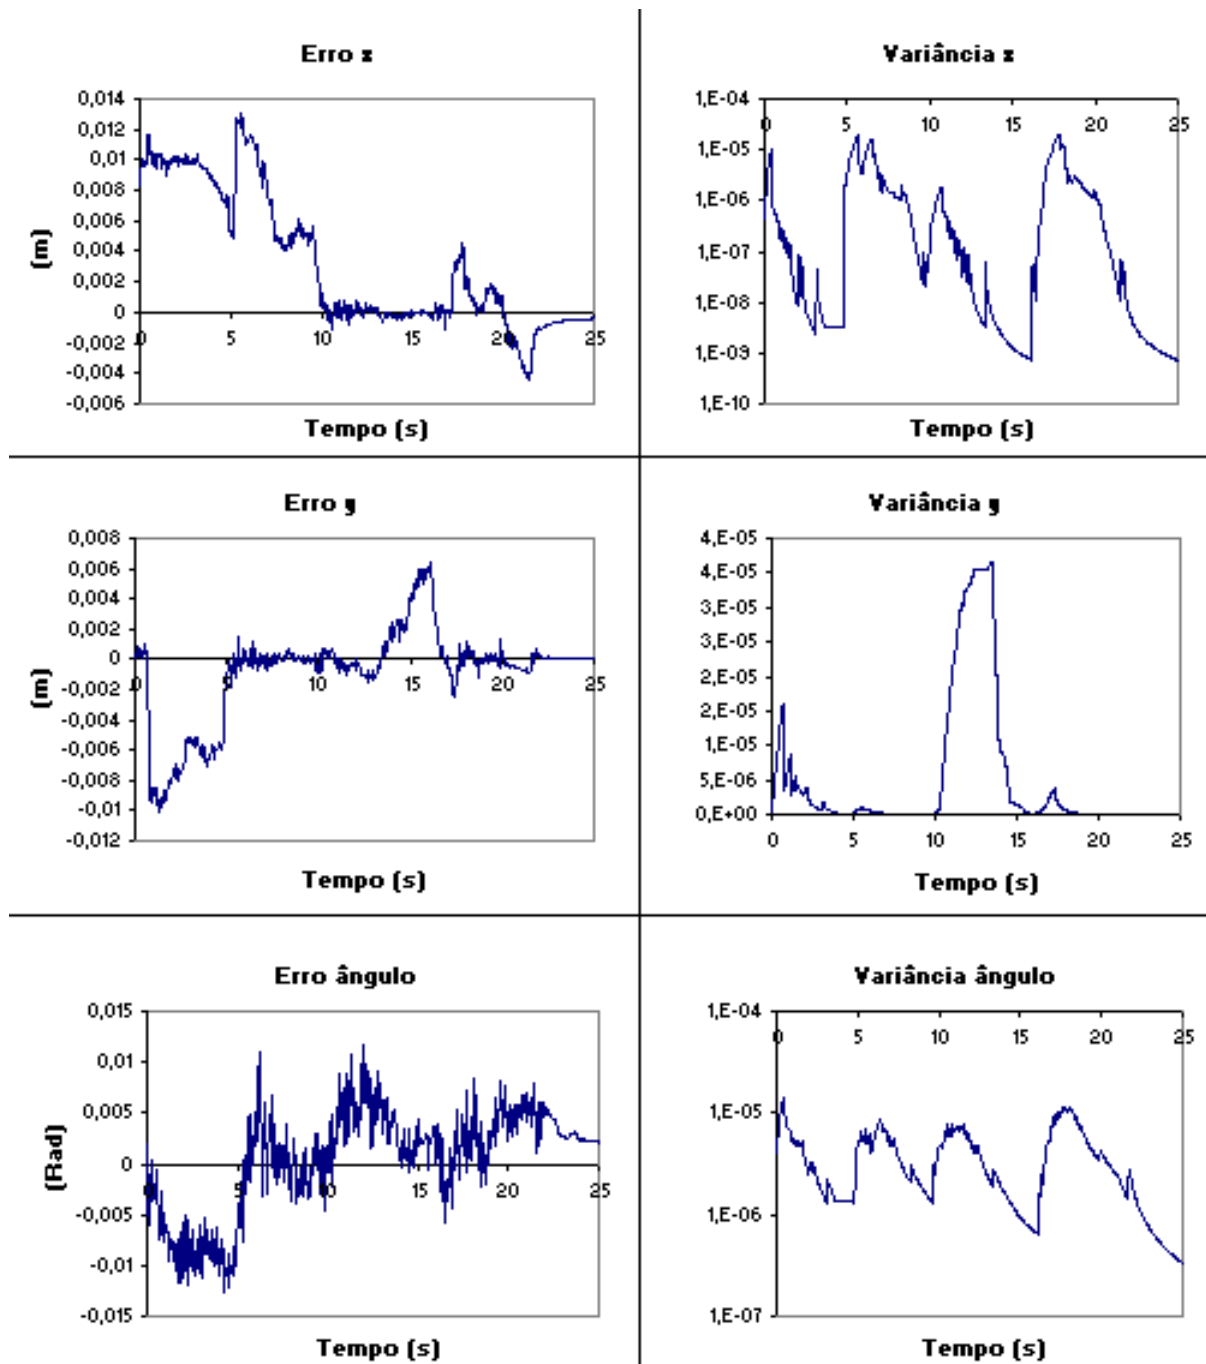 Erro x
0,014
0,012
0,01
0,008
0,006
0,004
0,002
0
-0,002
-0,004
-0,006
(m)
0 5 10 15 20 25
Tempo (s)
Variância x
1,E-04
1,E-05
1,E-06
1,E-07
1,E-08
1,E-09
1,E-10
0 5 10 15 20 25
Tempo (s)
Erro y
0,008
0,006
0,004
0,002
0
-0,002
-0,004
-0,006
-0,008
-0,01
-0,012
(m)
0 5 10 15 20 25
Tempo (s)
Variância y
4,E-05
4,E-05
3,E-05
3,E-05
2,E-05
2,E-05
1,E-05
5,E-06
0,E+00
0 5 10 15 20 25
Tempo (s)
Erro ângulo
0,015
0,01
0,005
0
-0,005
-0,01
-0,015
(Rad)
0 5 10 15 20 25
Tempo (s)
Variância ângulo
1,E-04
1,E-05
1,E-06
1,E-07
0 5 10 15 20 25
Tempo (s)